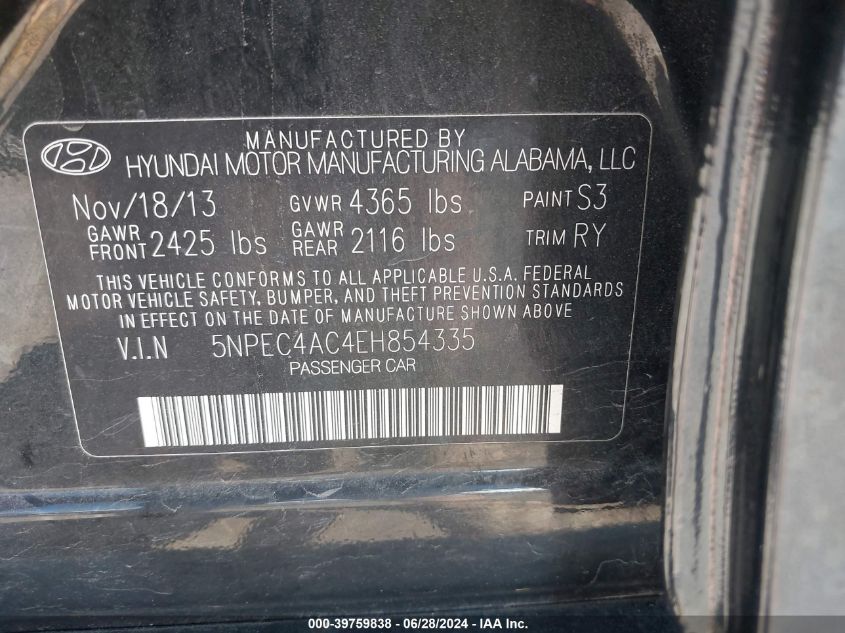 MANUFACTURED BY
HYUNDAI MOTOR MANUFACTURING ALABAMA, LLC
Nov/18/13 GVWR 4365 lbs PAINT S3
GAWR FRONT 2425 lbs GAWR REAR 2116 lbs TRIM RY
THIS VEHICLE CONFORMS TO ALL APPLICABLE U.S.A. FEDERAL
MOTOR VEHICLE SAFETY, BUMPER, AND THEFT PREVENTION STANDARDS
IN EFFECT ON THE DATE OF MANUFACTURE SHOWN ABOVE
V.I.N 5NPEC4AC4EH854335
PASSENGER CAR
000-39759838 - 06/28/2024 - IAA Inc.